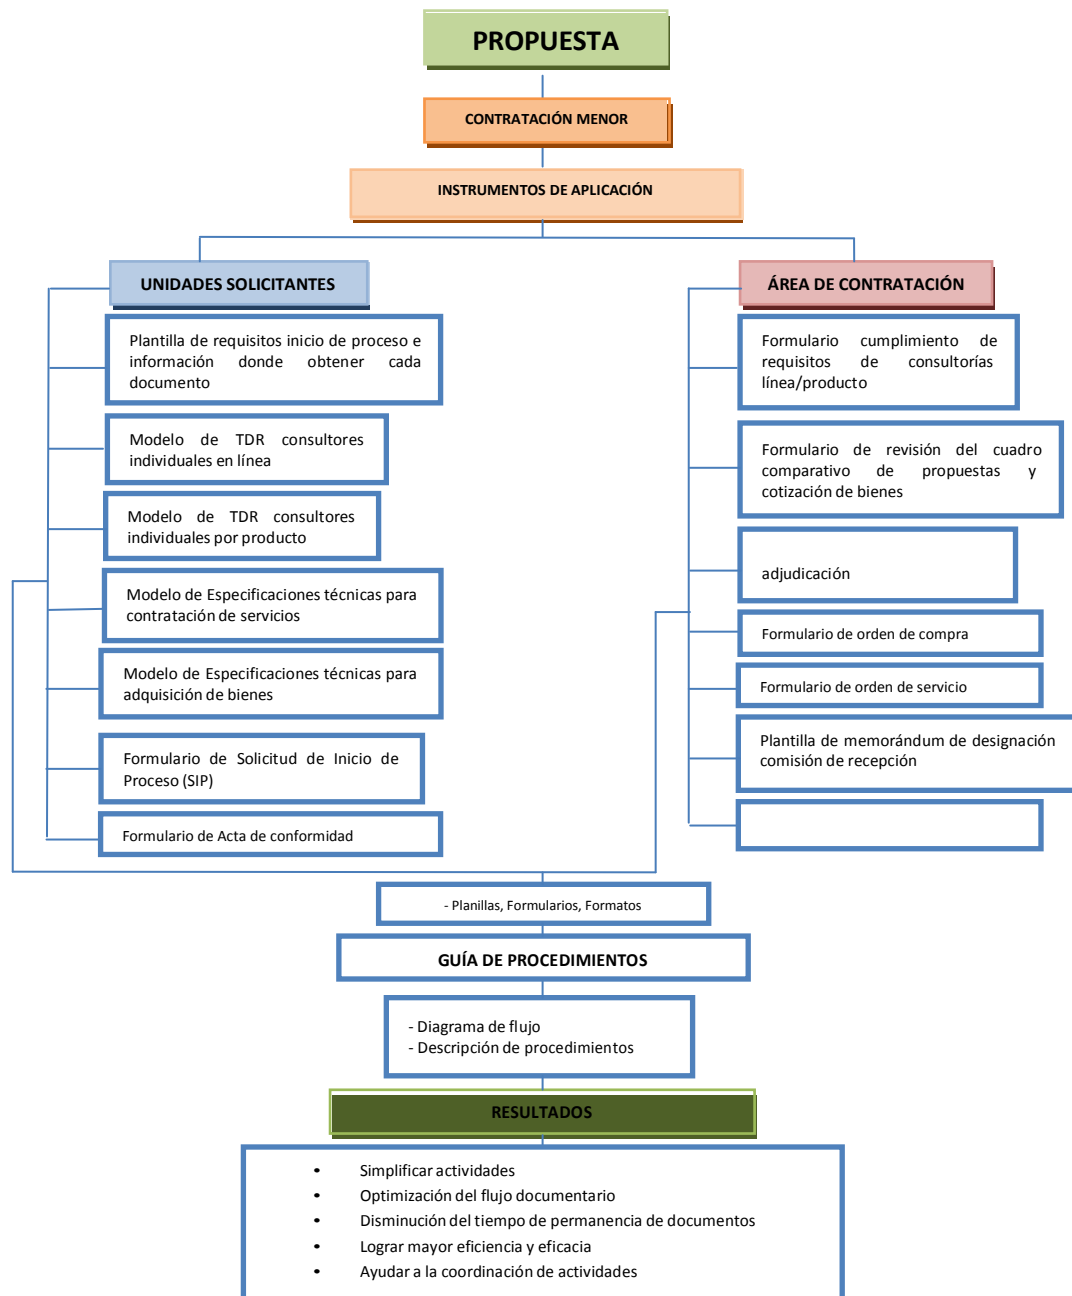 PROPUESTA
CONTRATACIÓN MENOR
INSTRUMENTOS DE APLICACIÓN
UNIDADES SOLICITANTES
Plantilla de requisitos inicio de proceso e
información donde obtener cada
documento
Modelo de TDR consultores
individuales en línea
Modelo de TDR consultores
individuales por producto
Modelo de Especificaciones técnicas para
contratación de servicios
Modelo de Especificaciones técnicas para
adquisición de bienes
Formulario de Solicitud de Inicio de
Proceso (SIP)
Formulario de Acta de conformidad
ÁREA DE CONTRATACIÓN
Formulario cumplimiento de
requisitos de consultorías
línea/producto
Formulario de revisión del cuadro
comparativo de propuestas y
cotización de bienes
adjudicación
Formulario de orden de compra
Formulario de orden de servicio
Plantilla de memorándum de designación
comisión de recepción
- Planillas, Formularios, Formatos
GUÍA DE PROCEDIMIENTOS
- Diagrama de flujo
- Descripción de procedimientos
RESULTADOS
• Simplificar actividades
• Optimización del flujo documentario
• Disminución del tiempo de permanencia de documentos
• Lograr mayor eficiencia y eficacia
• Ayudar a la coordinación de actividades